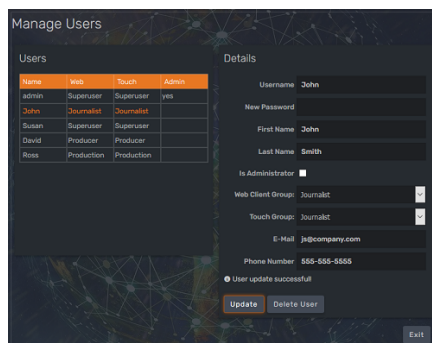 Manage Users
Users
Name Web Touch Admin
admin Superuser Superuser yes
John Journalist Journalist
Susan Superuser Superuser
David Producer Producer
Ross Production Production
Details
Username John
New Password
First Name John
Last Name Smith
Is Administrator
Web Client Group: Journalist
Touch Group: Journalist
E-Mail js@company.com
Phone Number 555-555-5555
User update successful!
Update Delete User
Exit